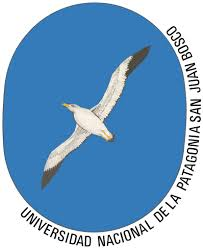 UNIVERSIDAD NACIONAL DE LA PATAGONIA SAN JUAN BOSCO